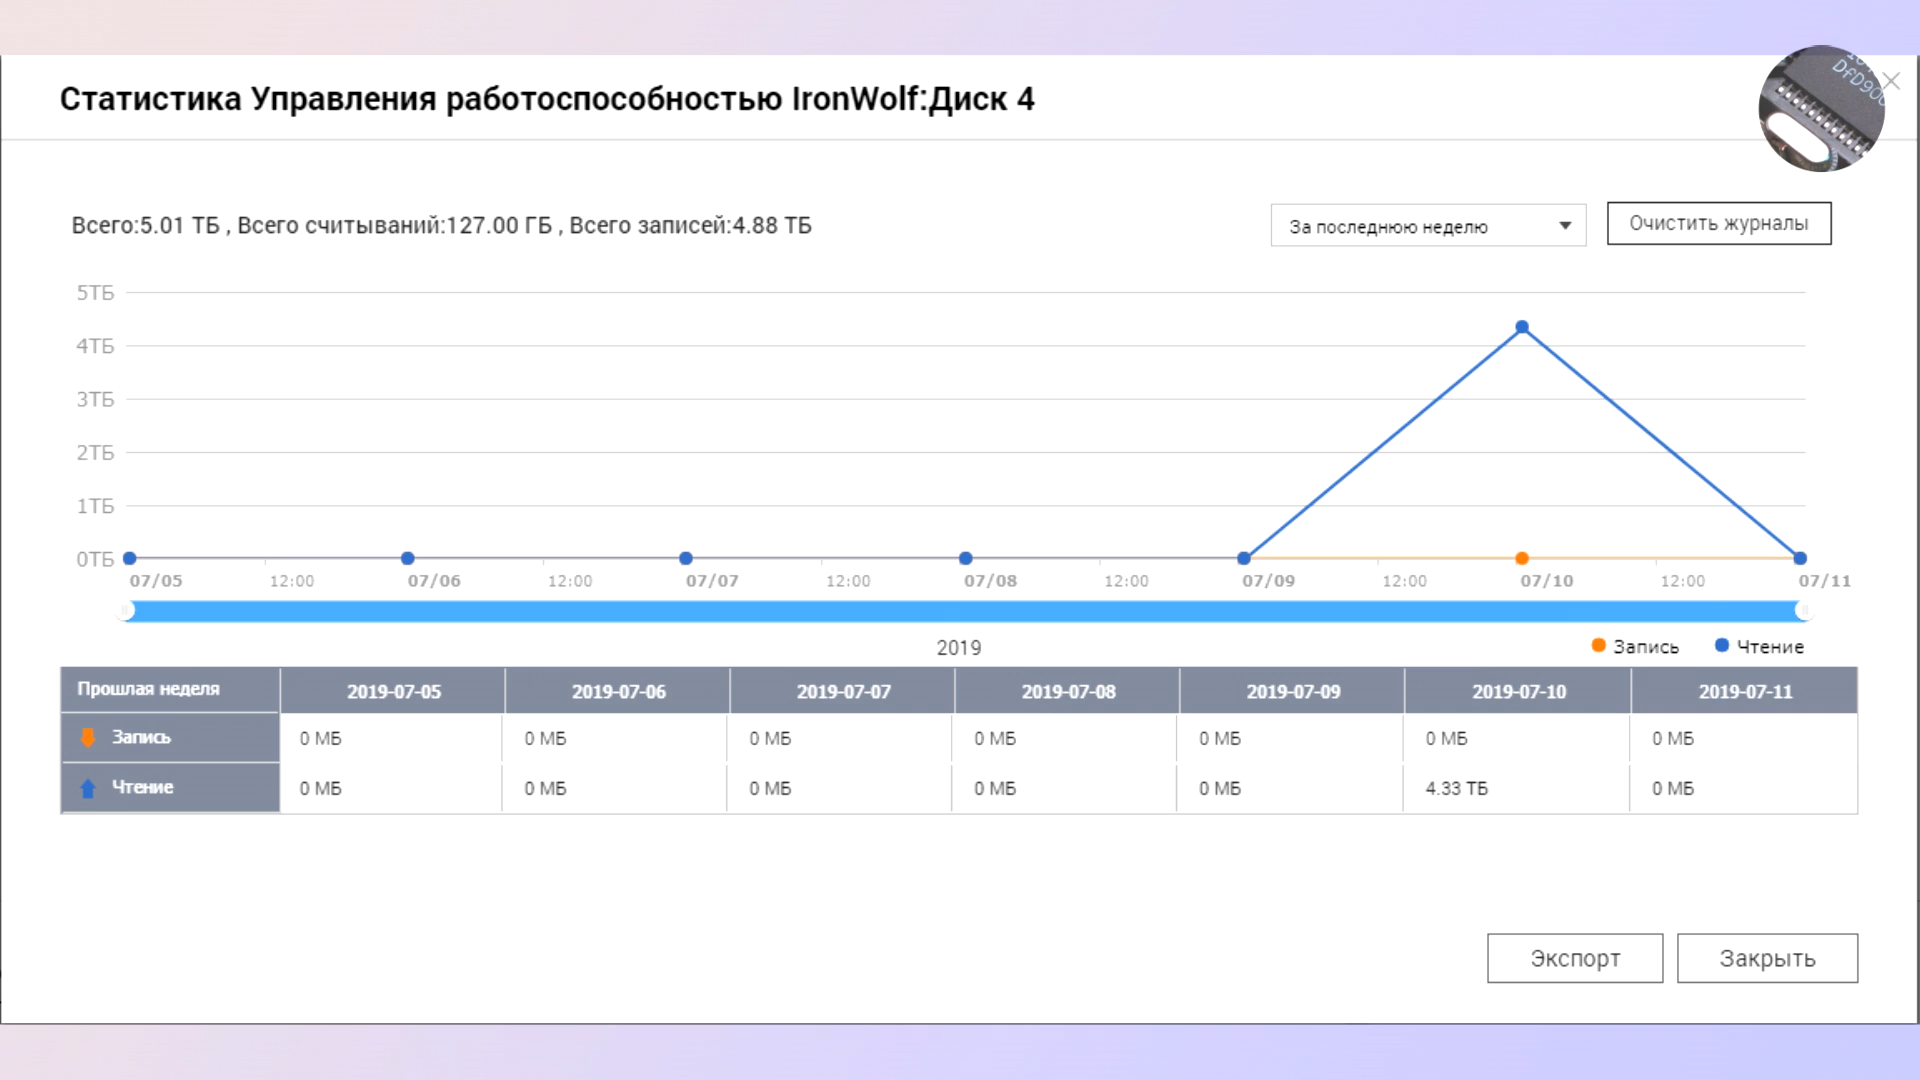 Статистика Управления работоспособностью IronWolf:Диск 4
Всего:5.01 ТБ , Всего считываний:127.00 ГБ , Всего записей:4.88 ТБ
За последнюю неделю
Очистить журналы
5ТБ
4ТБ
3ТБ
2ТБ
1ТБ
0ТБ
07/05 12:00 07/06 12:00 07/07 12:00 07/08 12:00 07/09 12:00 07/10 12:00 07/11
2019
Запись Чтение
Прошлая неделя 2019-07-05 2019-07-06 2019-07-07 2019-07-08 2019-07-09 2019-07-10 2019-07-11
Запись 0 МБ 0 МБ 0 МБ 0 МБ 0 МБ 0 МБ 0 МБ
Чтение 0 МБ 0 МБ 0 МБ 0 МБ 0 МБ 4.33 ТБ 0 МБ
Экспорт Закрыть